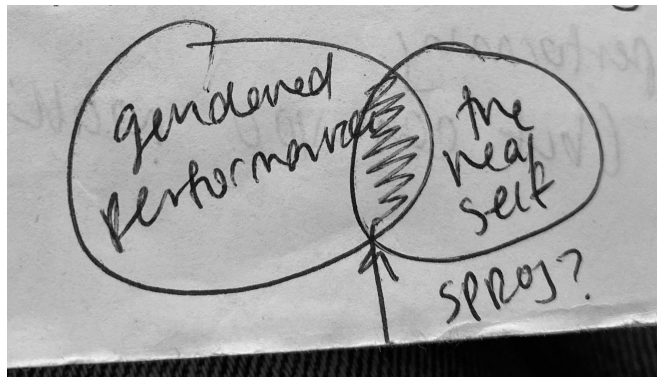 gendered
performance
the
real
self
SPROJ?